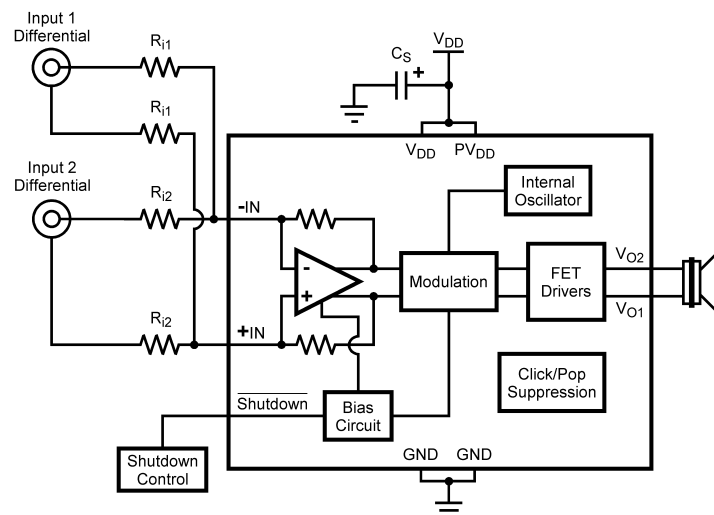 Input 1
Differential
Ri1
Ri1
CS
+
VDD
VDD PVDD
Input 2
Differential
Ri2
-IN
Internal
Oscillator
-
+
Modulation
FET
Drivers
VO2
VO1
Ri2
+IN
Click/Pop
Suppression
Shutdown
Bias
Circuit
Shutdown
Control
GND GND